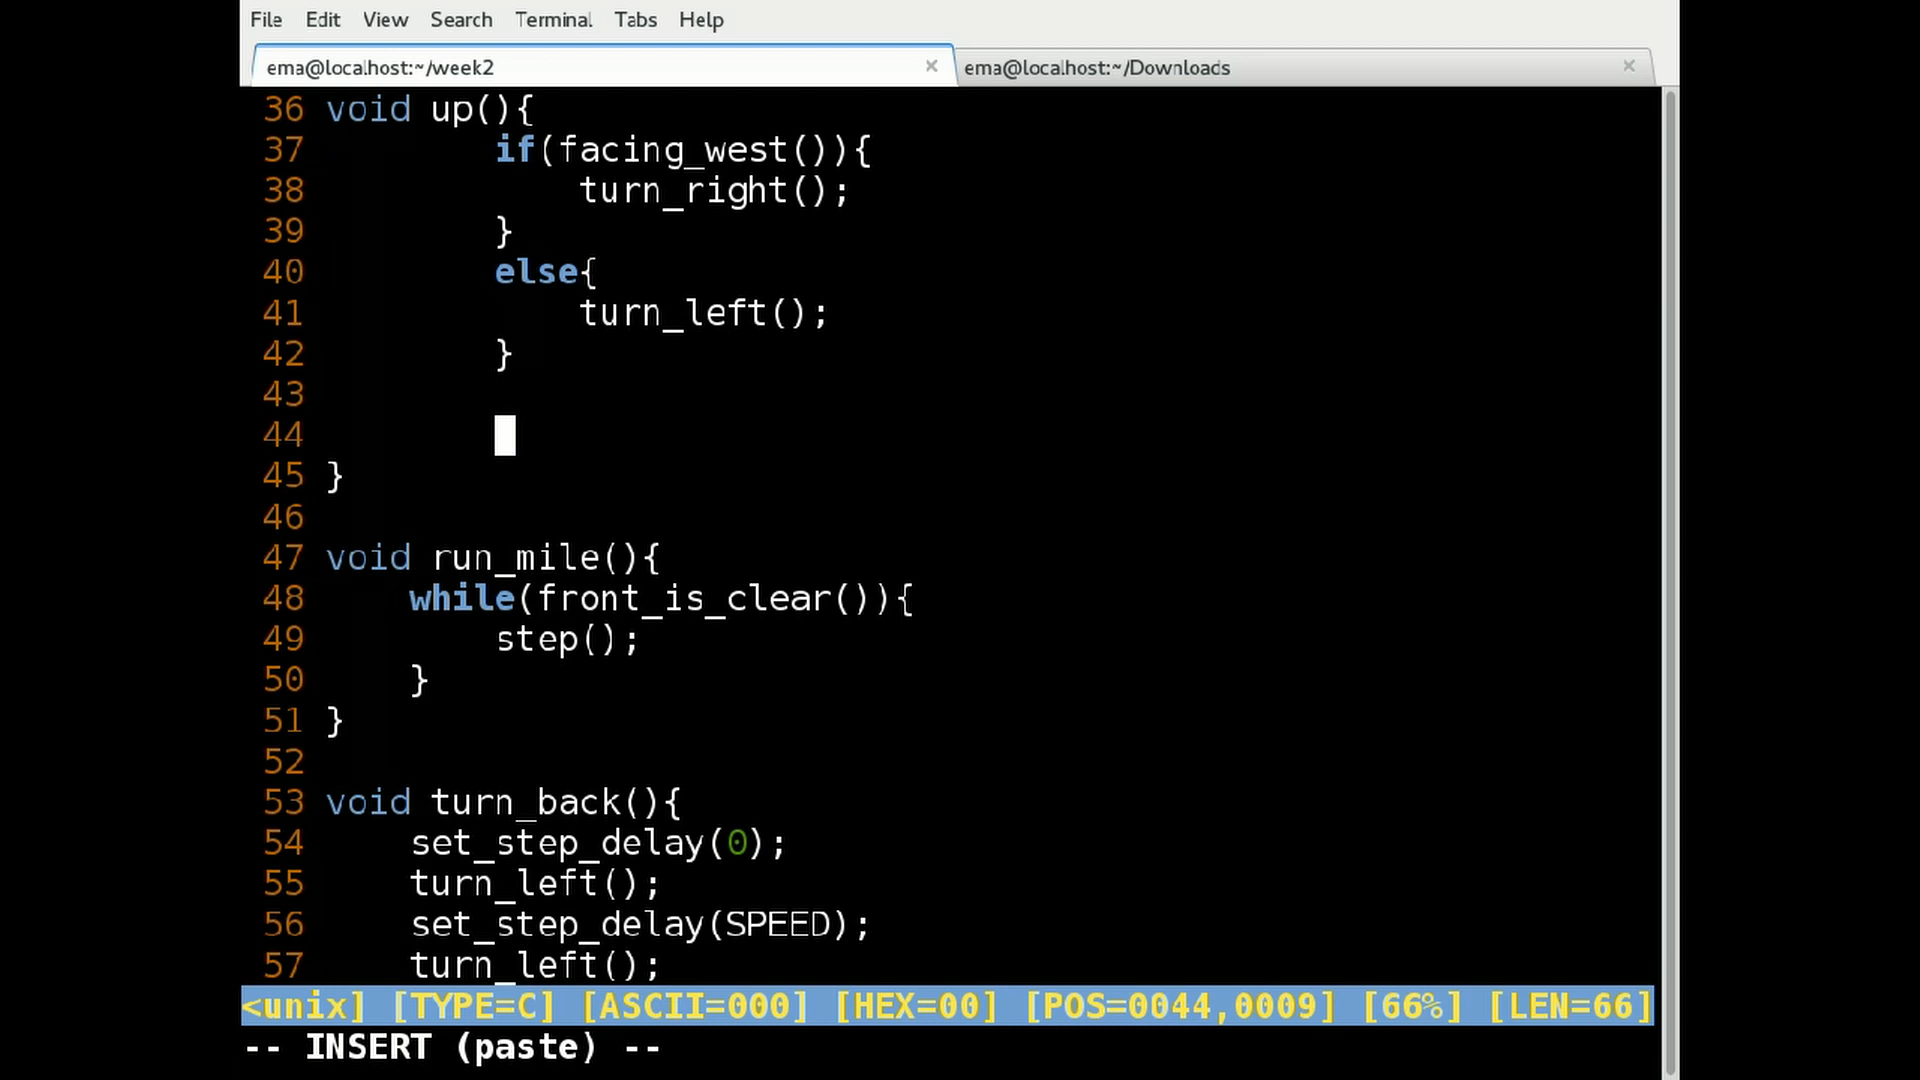 File Edit View Search Terminal Tabs Help
ema@localhost:~/week2 × ema@localhost:~/Downloads ×
36 void up(){
37 if(facing_west()){
38 turn_right();
39 }
40 else{
41 turn_left();
42 }
43
44
45 }
46
47 void run_mile(){
48 while(front_is_clear()){
49 step();
50 }
51 }
52
53 void turn_back(){
54 set_step_delay(0);
55 turn_left();
56 set_step_delay(SPEED);
57 turn_left();
<unix] [TYPE=C] [ASCII=000] [HEX=00] [POS=0044,0009] [66%] [LEN=66]
-- INSERT (paste) --